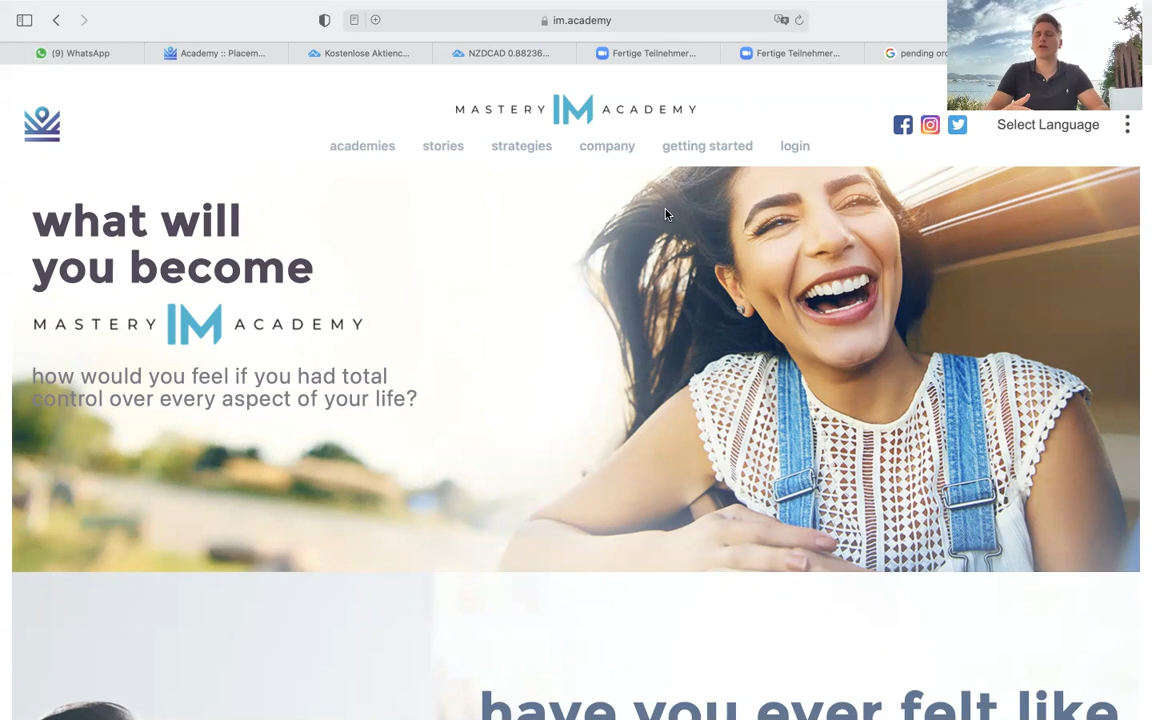 im.academy
(9) WhatsApp
Academy :: Placem...
Kostenlose Aktienc...
NZDCAD 0.88236...
Fertige Teilnehmer...
Fertige Teilnehmer...
pending or
MASTERY IM ACADEMY
Select Language
academies stories strategies company getting started login
what will
you become
MASTERY IM ACADEMY
how would you feel if you had total
control over every aspect of your life?
have you ever felt like